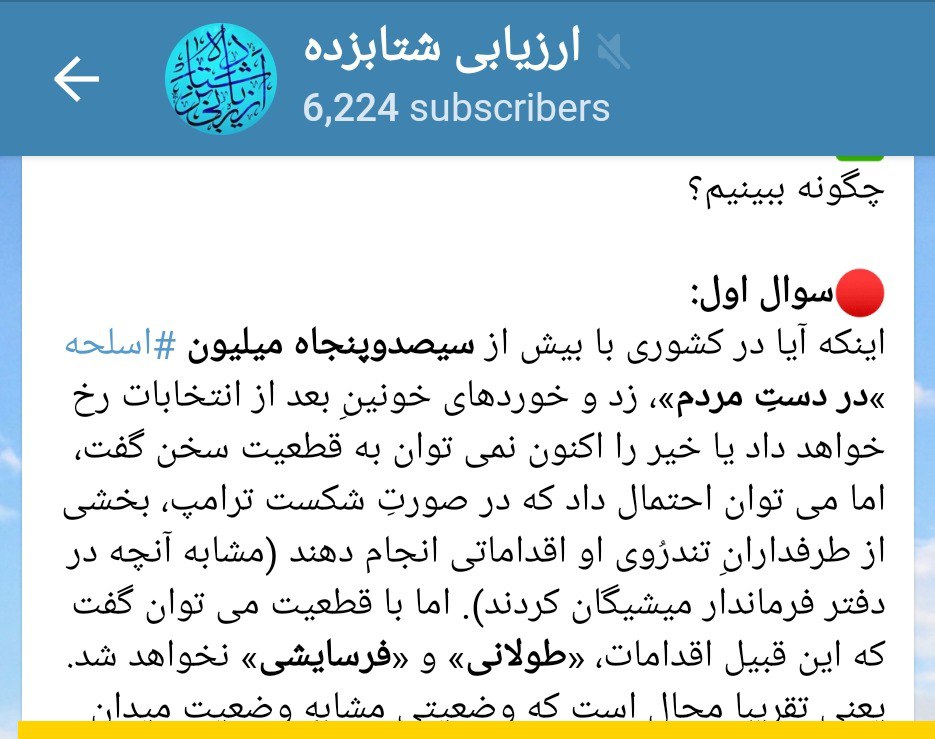 ارزیابی شتابزده
6,224 subscribers
چگونه ببینیم؟
سوال اول:
اینکه آیا در کشوری با بیش از سیصدوپنجاه میلیون #اسلحه
»در دستِ مردم«، زد و خوردهای خونینِ بعد از انتخابات رخ
خواهد داد یا خیر را اکنون نمی توان به قطعیت سخن گفت،
اما می توان احتمال داد که در صورتِ شکست ترامپ، بخشی
از طرفدارانِ تندرُوی او اقداماتی انجام دهند (مشابه آنچه در
دفتر فرماندار میشیگان کردند). اما با قطعیت می توان گفت
که این قبیل اقدامات، «طولانی» و «فرسایشی» نخواهد شد.
یعنی تقریبا محال است که وضعیتی مشابه وضعیت میدان